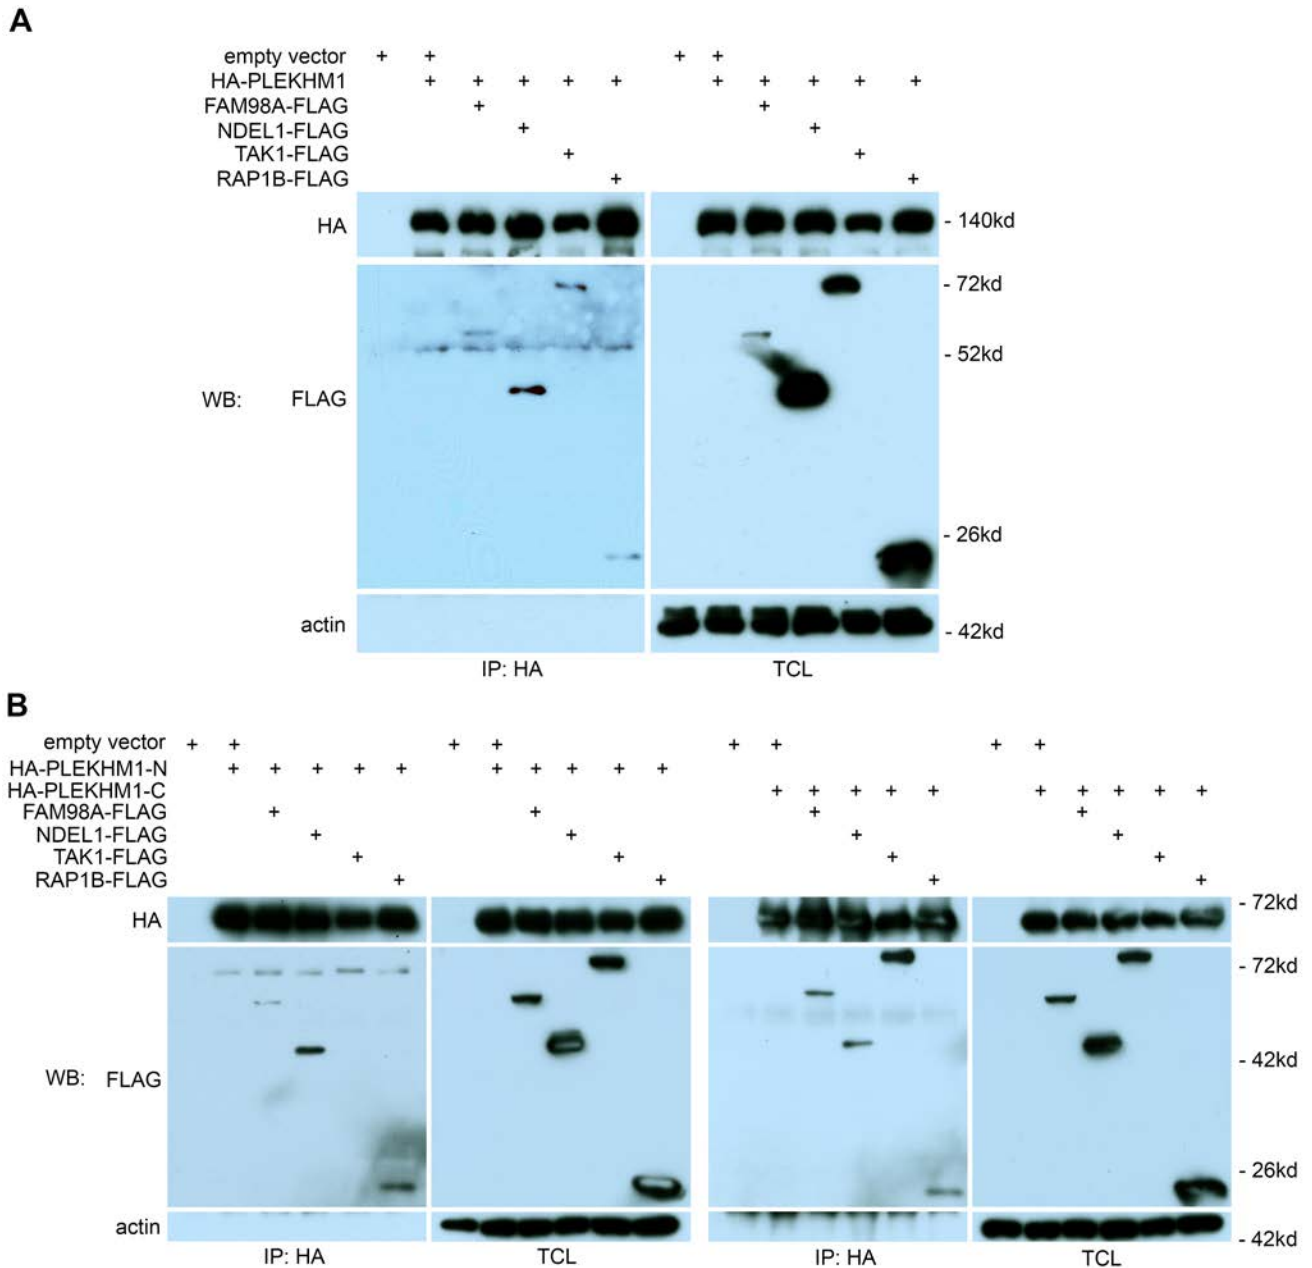 A
empty vector + + + +
HA-PLEKHM1 + + + + + + + + + +
FAM98A-FLAG + +
NDEL1-FLAG + +
TAK1-FLAG + +
RAP1B-FLAG + +
HA - 140kd
- 72kd
- 52kd
WB: FLAG
- 26kd
actin - 42kd
IP: HA TCL
B
empty vector + + + + + + + +
HA-PLEKHM1-N + + + + + + + + + +
HA-PLEKHM1-C + + + + + + + + + +
FAM98A-FLAG + + + +
NDEL1-FLAG + + + +
TAK1-FLAG + + + +
RAP1B-FLAG + + + +
HA - 72kd
- 72kd
- 42kd
WB: FLAG
- 26kd
actin - 42kd
IP: HA TCL IP: HA TCL